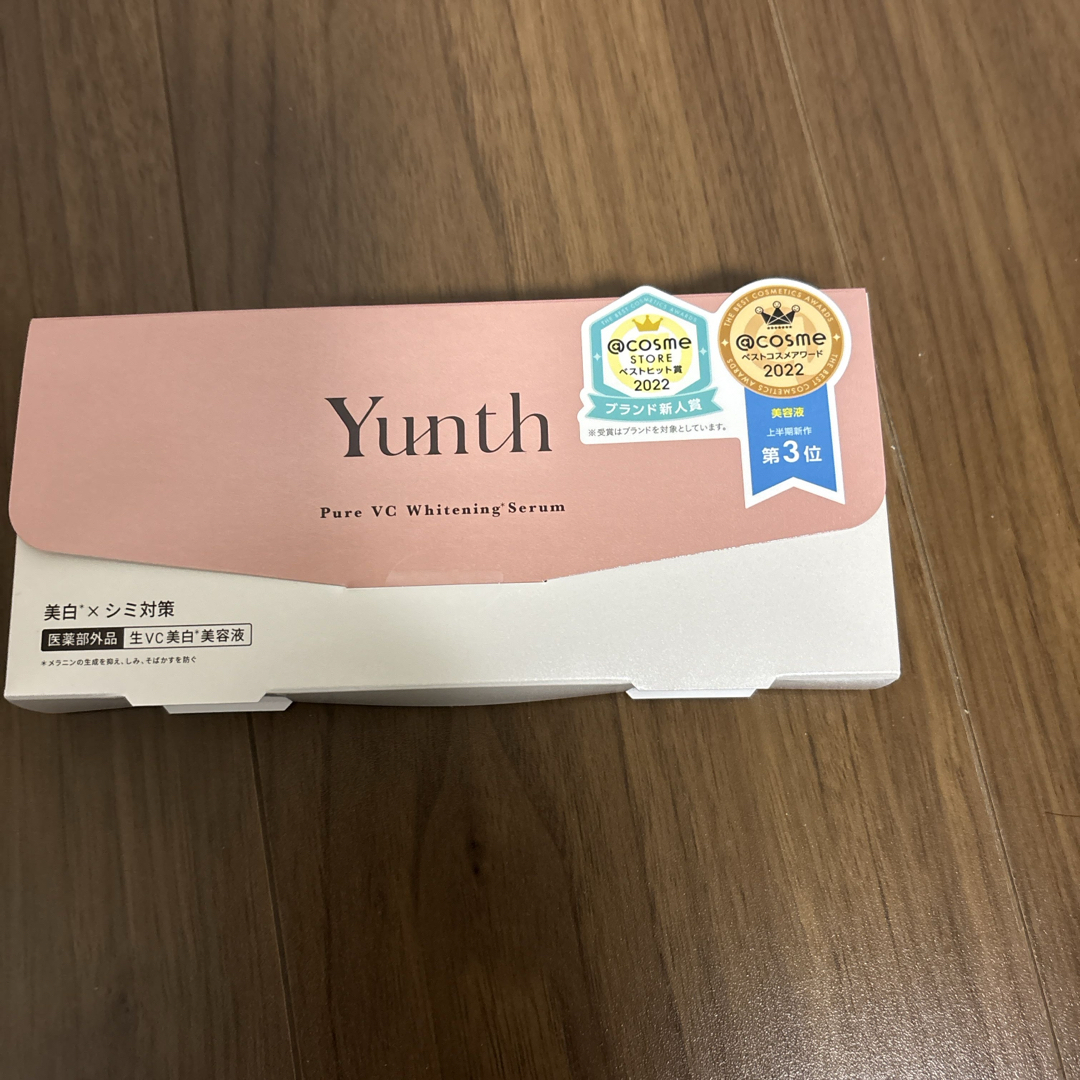 Yunth
Pure VC Whitening*Serum
THE BEST COSMETICS AWARDS
@cosme
STORE
ベストヒット賞
2022
ブランド新人賞
※受賞はブランドを対象としています。
THE BEST COSMETICS AWARDS
@cosme
ベストコスメアワード
2022
THE BEST COSMETICS AWARDS
美容液
上半期新作
第3位
美白*×シミ対策
医薬部外品 生VC美白*美容液
*メラニンの生成を抑え、しみ、そばかすを防ぐ